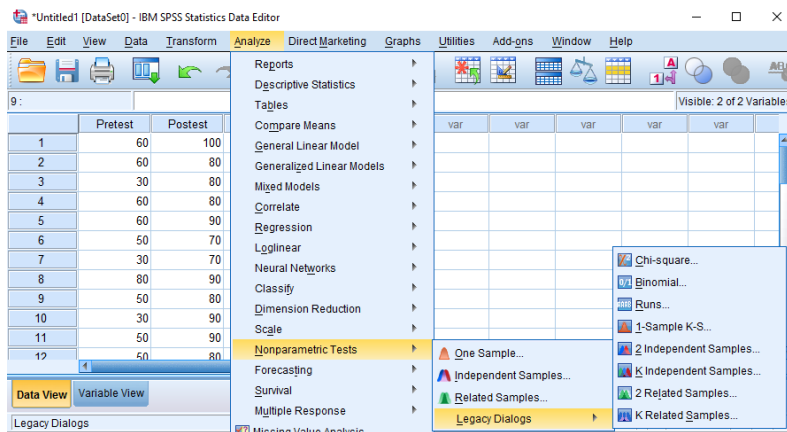 *Untitled1 [DataSet0] - IBM SPSS Statistics Data Editor
File Edit View Data Transform Analyze Direct Marketing Graphs Utilities Add-ons Window Help
9 :
Visible: 2 of 2 Variable
Pretest Postest var var var var var
1 60 100
2 60 80
3 30 80
4 60 80
5 60 90
6 50 70
7 30 70
8 80 90
9 50 80
10 30 90
11 50 90
12 50 80
Reports
Descriptive Statistics
Tables
Compare Means
General Linear Model
Generalized Linear Models
Mixed Models
Correlate
Regression
Loglinear
Neural Networks
Classify
Dimension Reduction
Scale
Nonparametric Tests
Forecasting
Survival
Multiple Response
Missing Value Analysis
One Sample...
Independent Samples...
Related Samples...
Legacy Dialogs
Chi-square...
Binomial...
Runs...
1-Sample K-S...
2 Independent Samples...
K Independent Samples...
2 Related Samples...
K Related Samples...
Data View Variable View
Legacy Dialogs